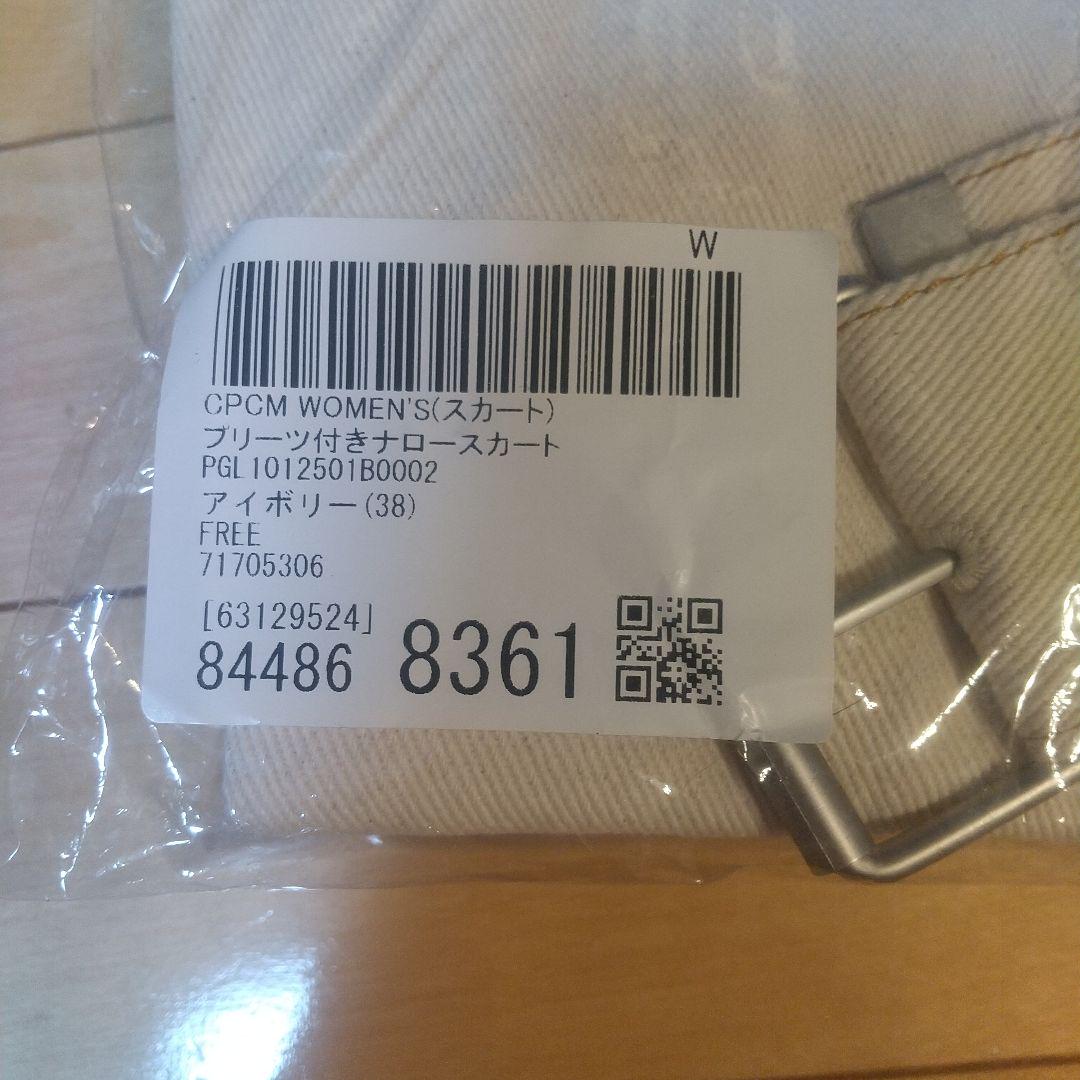 W
CPCM WOMEN'S(スカート)
プリーツ付きナロースカート
PGL1012501B0002
アイボリー(38)
FREE
71705306
[63129524]
84486 8361